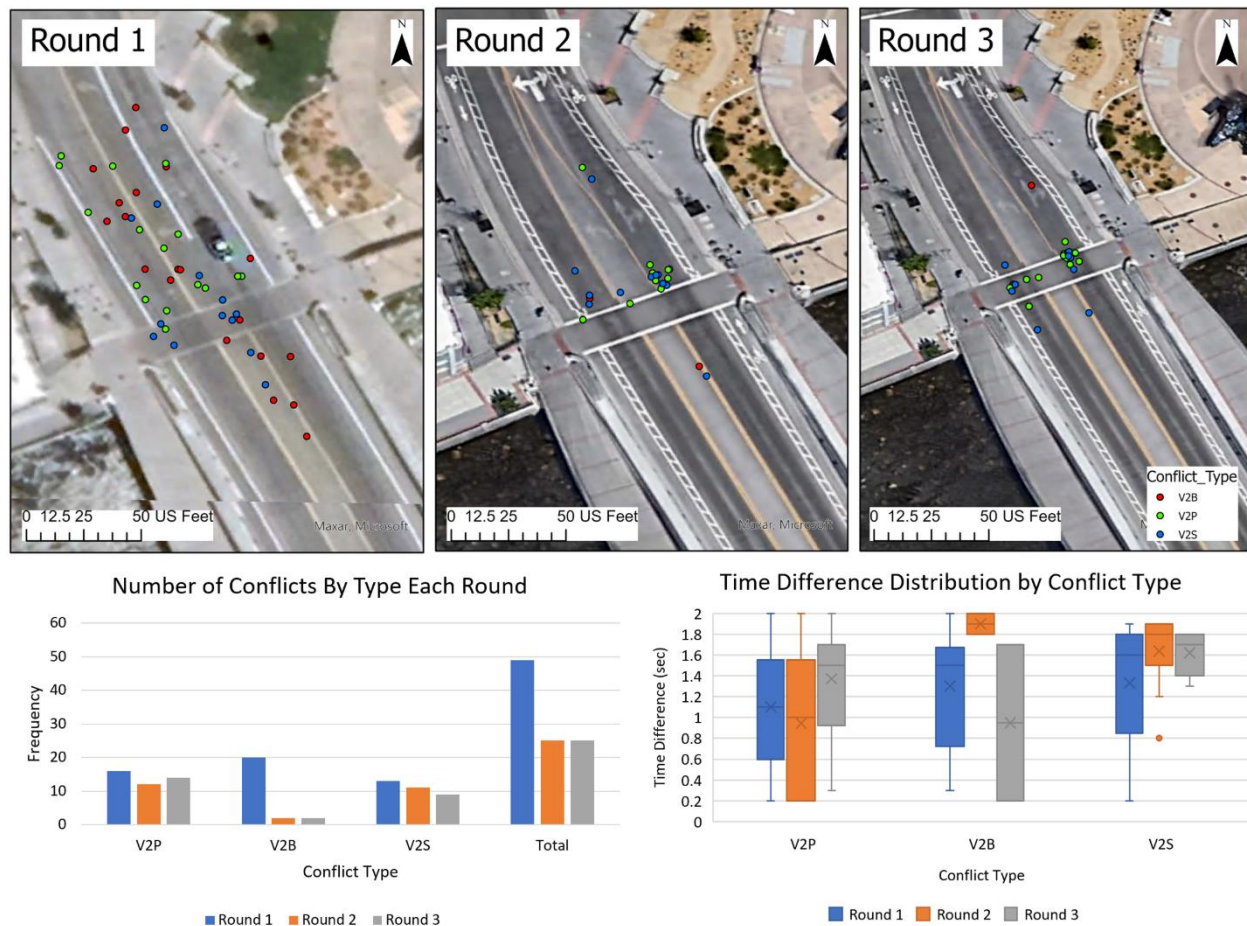 Round 1
N
Round 2
N
Round 3
N
0 12.5 25 50 US Feet
Maxar, Microsoft
0 12.5 25 50 US Feet
Maxar, Microsoft
0 12.5 25 50 US Feet
Conflict_Type
V2B
V2P
V2S
Number of Conflicts By Type Each Round
Frequency
60
50
40
30
20
10
0
V2P V2B V2S Total
Conflict Type
Round 1 Round 2 Round 3
Time Difference Distribution by Conflict Type
Time Difference (sec)
2
1.8
1.6
1.4
1.2
1
0.8
0.6
0.4
0.2
0
V2P V2B V2S
Conflict Type
Round 1 Round 2 Round 3